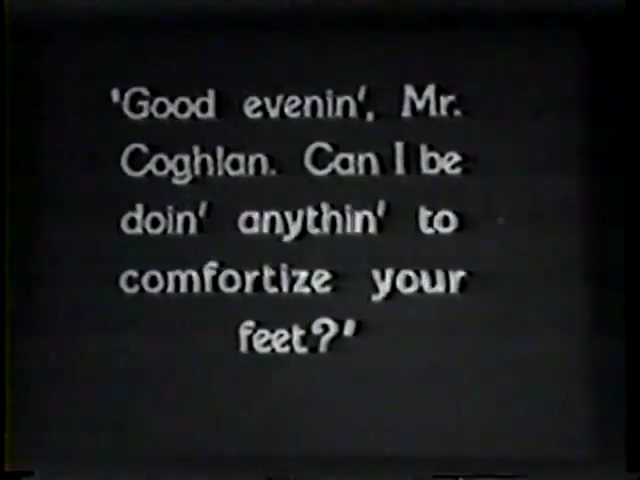 'Good evenin', Mr.
Coghlan. Can I be
doin' anythin' to
comfortize your
feet?'